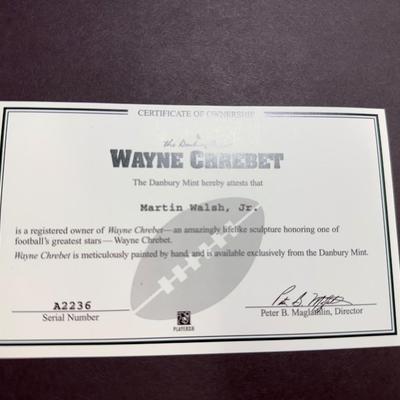 CERTIFICATE OF OWNERSHIP
the Danbury Mint
WAYNE CHREBET
The Danbury Mint hereby attests that
Martin Walsh, Jr.
is a registered owner of Wayne Chrebet—an amazingly lifelike sculpture honoring one of
football's greatest stars—Wayne Chrebet.
Wayne Chrebet is meticulously painted by hand, and is available exclusively from the Danbury Mint.
A2236
Serial Number
PLAYERS
Peter B. Maglathlin, Director